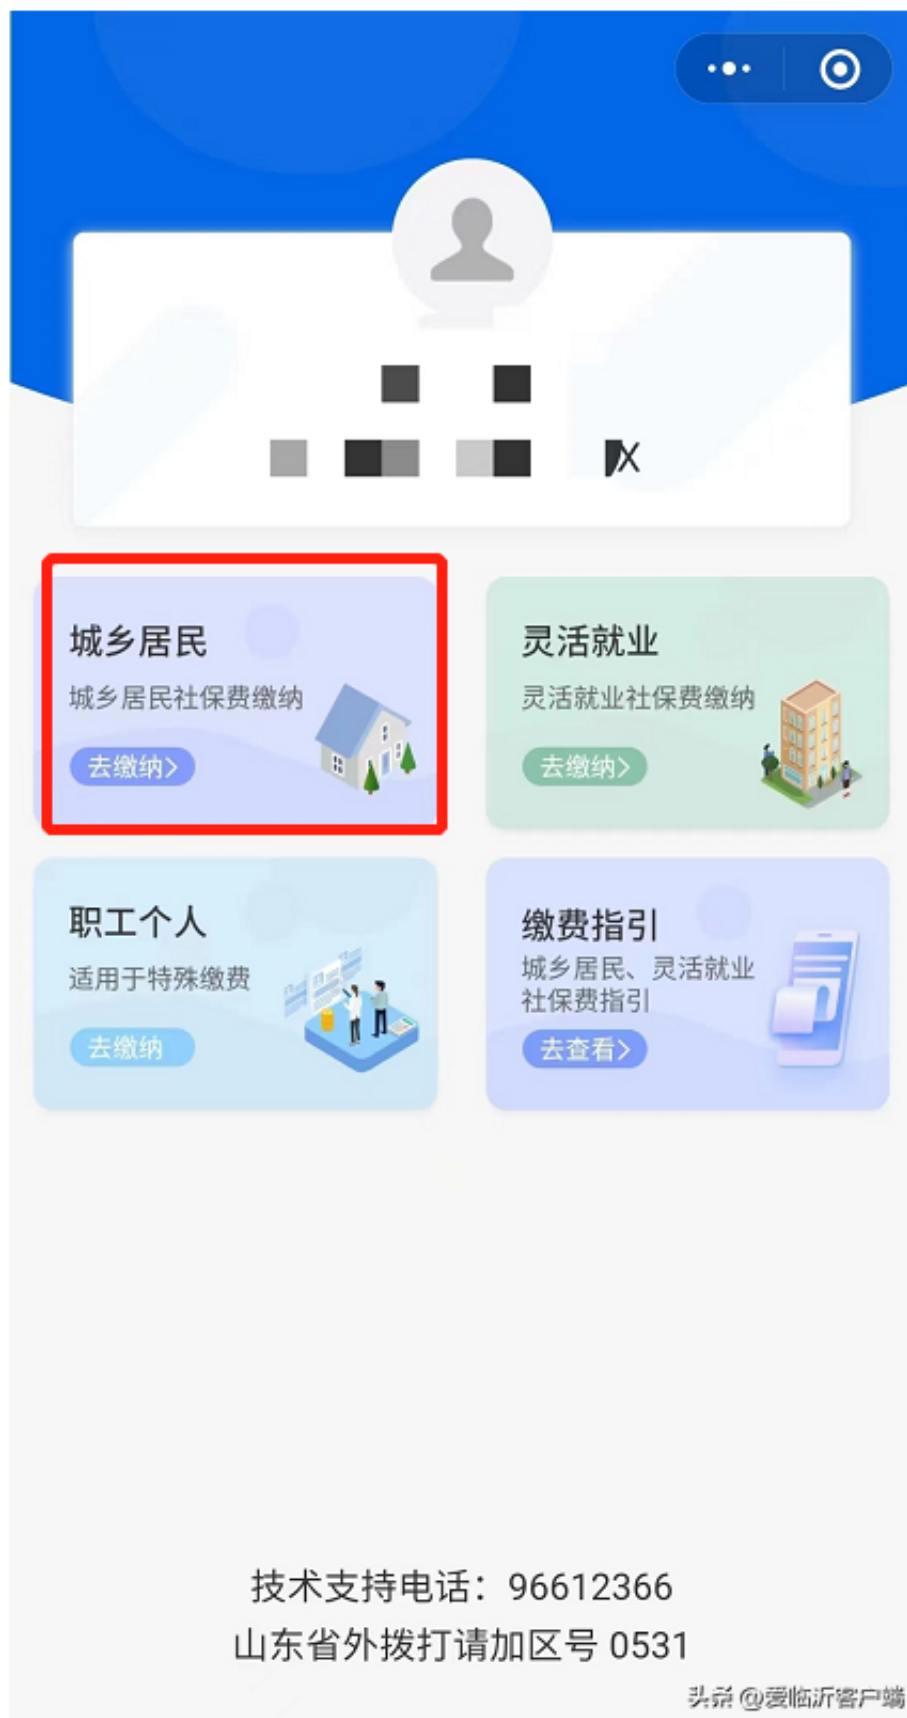 X
城乡居民
城乡居民社保费缴纳
去缴纳>
灵活就业
灵活就业社保费缴纳
去缴纳>
职工个人
适用于特殊缴费
去缴纳
缴费指引
城乡居民、灵活就业
社保费指引
去查看>
技术支持电话：96612366
山东省外拨打请加区号 0531
头条 @爱临沂客户端